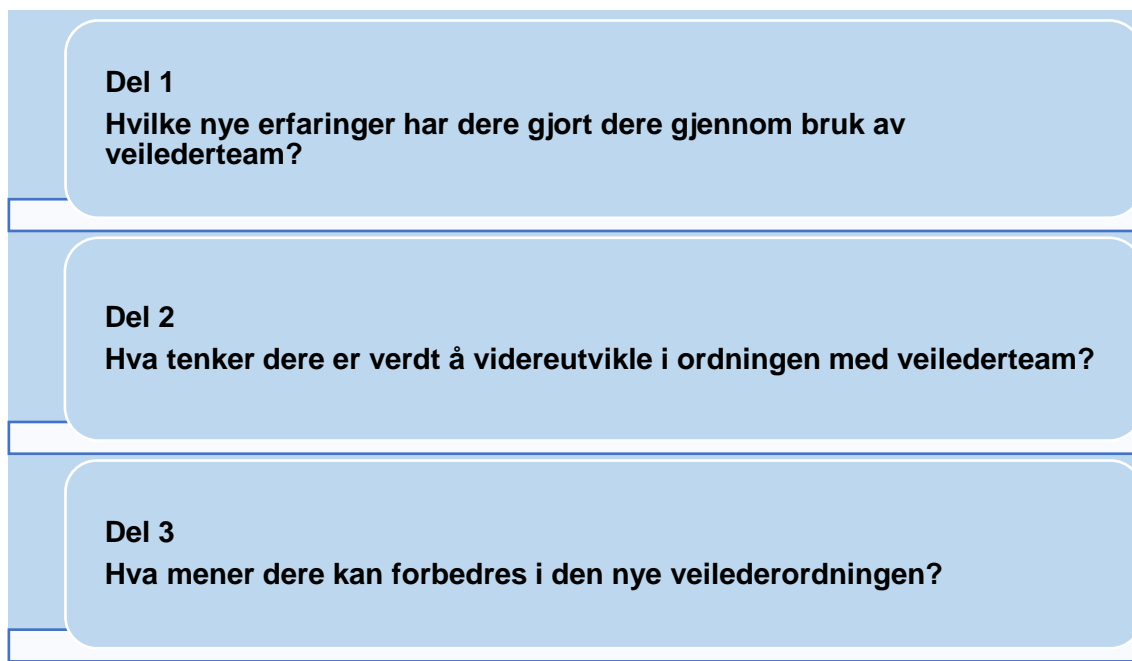 Del 1
Hvilke nye erfaringer har dere gjort dere gjennom bruk av
veilederteam?
Del 2
Hva tenker dere er verdt å videreutvikle i ordningen med veilederteam?
Del 3
Hva mener dere kan forbedres i den nye veilederordningen?